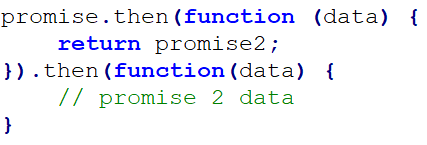 promise.then(function (data) {
    return promise2;
}).then(function(data) {
    // promise 2 data
}